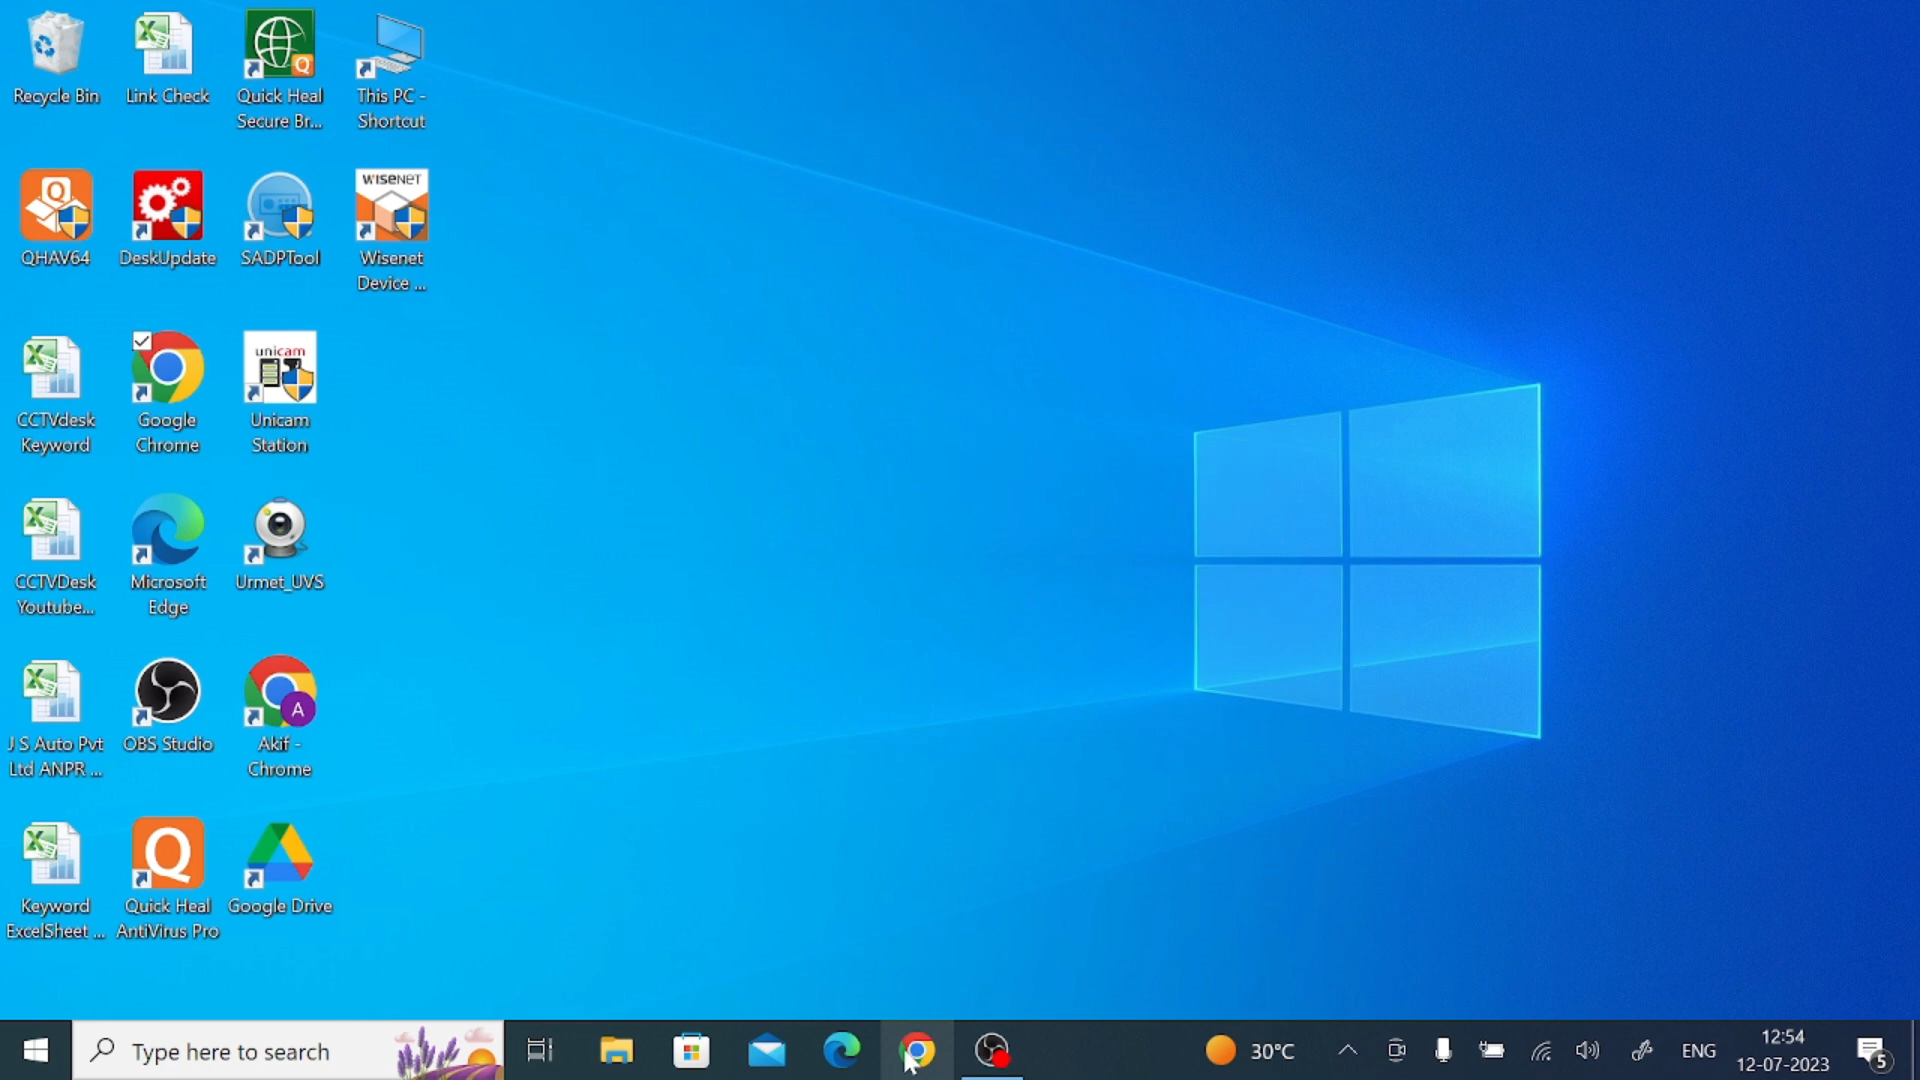 Recycle Bin
Link Check
Quick Heal
Secure Br...
This PC -
Shortcut
QHAV64
DeskUpdate
SADPTool
WISENET
Wisenet
Device ...
CCTVdesk
Keyword
Google
Chrome
unicam
Unicam
Station
CCTVDesk
Youtube...
Microsoft
Edge
Urmet_UVS
J S Auto Pvt
Ltd ANPR ...
OBS Studio
A
Akif -
Chrome
Keyword
ExcelSheet ...
Quick Heal
AntiVirus Pro
Google Drive
Type here to search
30°C
ENG
12:54
12-07-2023
5